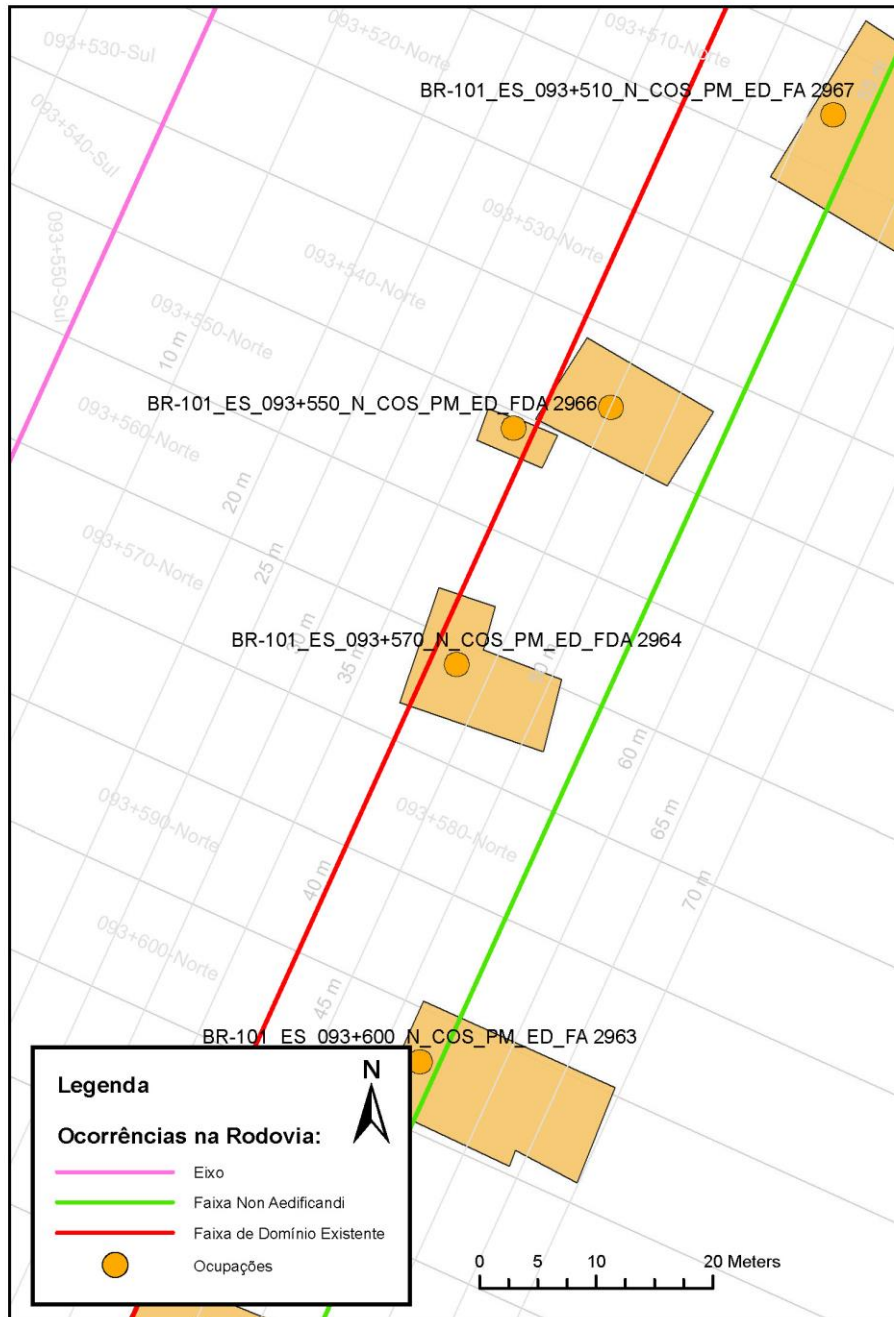 093+520-Norte
093+510-Norte
093+530-Sul
BR-101_ES_093+510_N_COS_PM_ED_FA 2967
093+540-Sul
093+550-Sul
093+530-Norte
093+540-Norte
093+550-Norte
10 m
BR-101_ES_093+550_N_COS_PM_ED_FDA 2966
093+560-Norte
20 m
093+570-Norte
25 m
30 m
35 m
BR-101_ES_093+570_N_COS_PM_ED_FDA 2964
60 m
093+590-Norte
093+580-Norte
65 m
40 m
70 m
093+600-Norte
45 m
BR-101_ES_093+600_N_COS_PM_ED_FA 2963
Legenda
N
Ocorrências na Rodovia:
Eixo
Faixa Non Aedificandi
Faixa de Domínio Existente
Ocupações
0 5 10 20 Meters